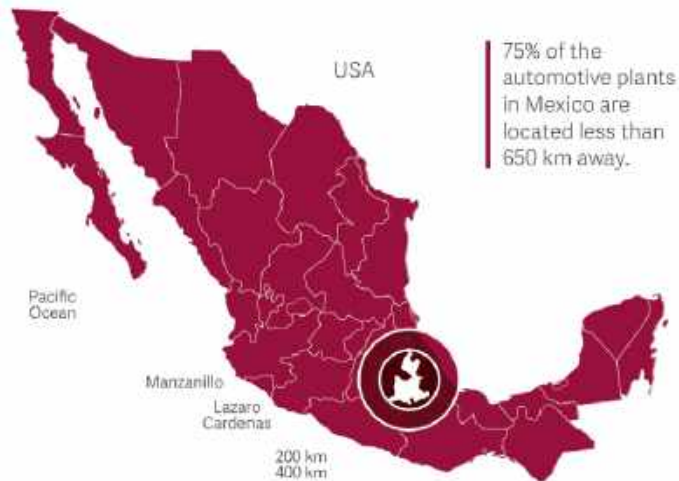 USA
75% of the
automotive plants
in Mexico are
located less than
650 km away.
Pacific
Ocean
Manzanillo
Lazaro
Cardenas
200 km
400 km